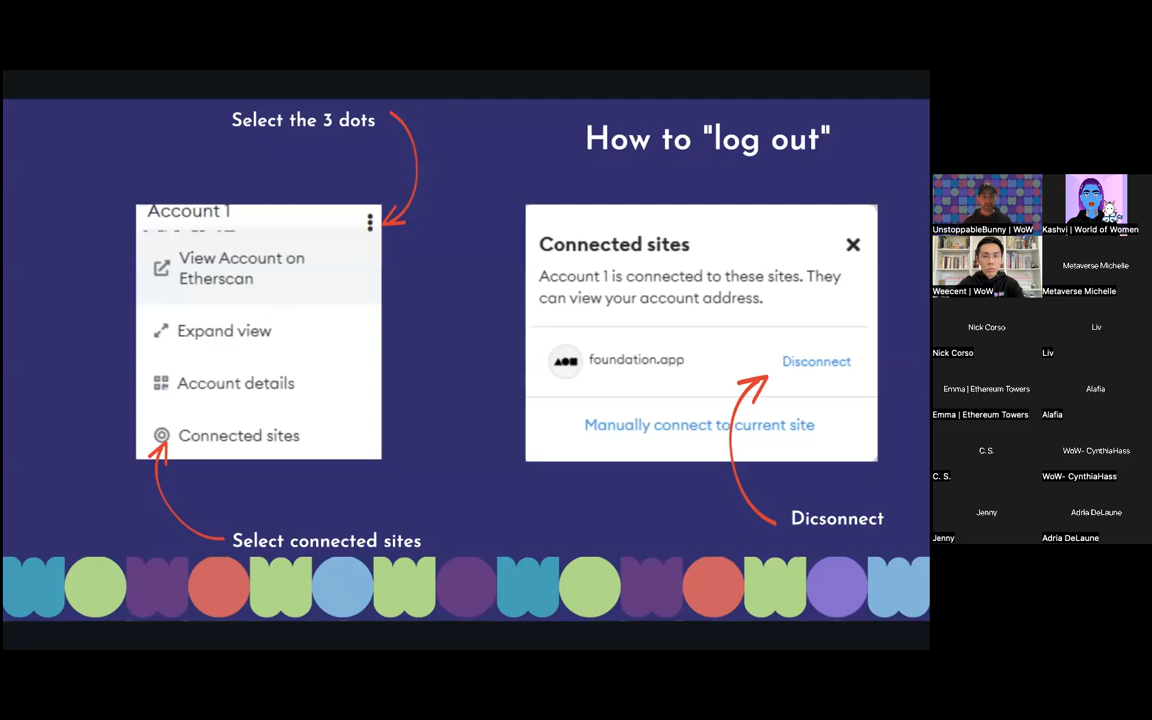 Select the 3 dots
How to "log out"
Account 1
View Account on
Etherscan
Expand view
Account details
Connected sites
Select connected sites
Connected sites
Account 1 is connected to these sites. They
can view your account address.
foundation.app
Disconnect
Manually connect to current site
Dicsonnect
UnstoppableBunny | WoW
Kashvi | World of Women
Weecent | WoW
Metaverse Michelle
Metaverse Michelle
Nick Corso
Nick Corso
Liv
Liv
Emma | Ethereum Towers
Emma | Ethereum Towers
Alafia
Alafia
C.S.
C. S.
WoW- CynthiaHass
WoW- CynthiaHass
Jenny
Jenny
Adria DeLaune
Adria DeLaune